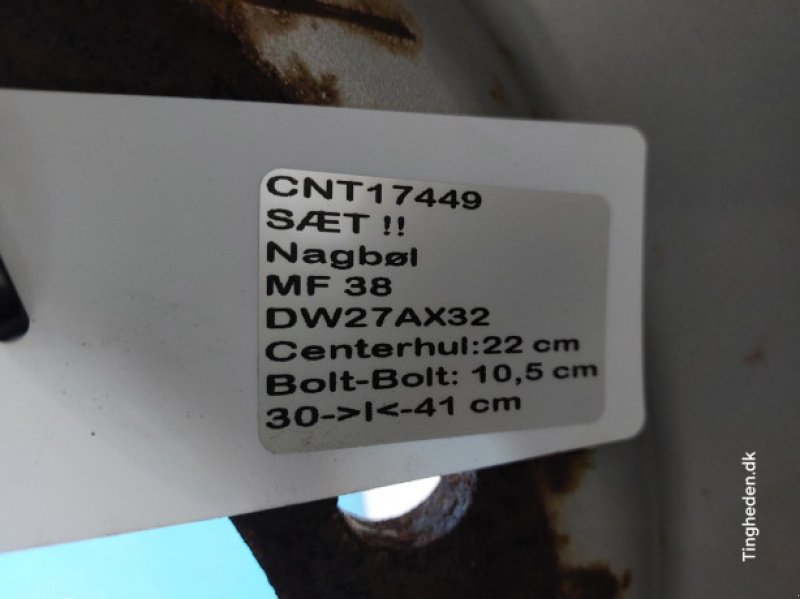 CNT17449
SÆT !!
Nagbøl
MF 38
DW27AX32
Centerhul:22 cm
Bolt-Bolt: 10,5 cm
30->I<-41 cm
Tingheden.dk